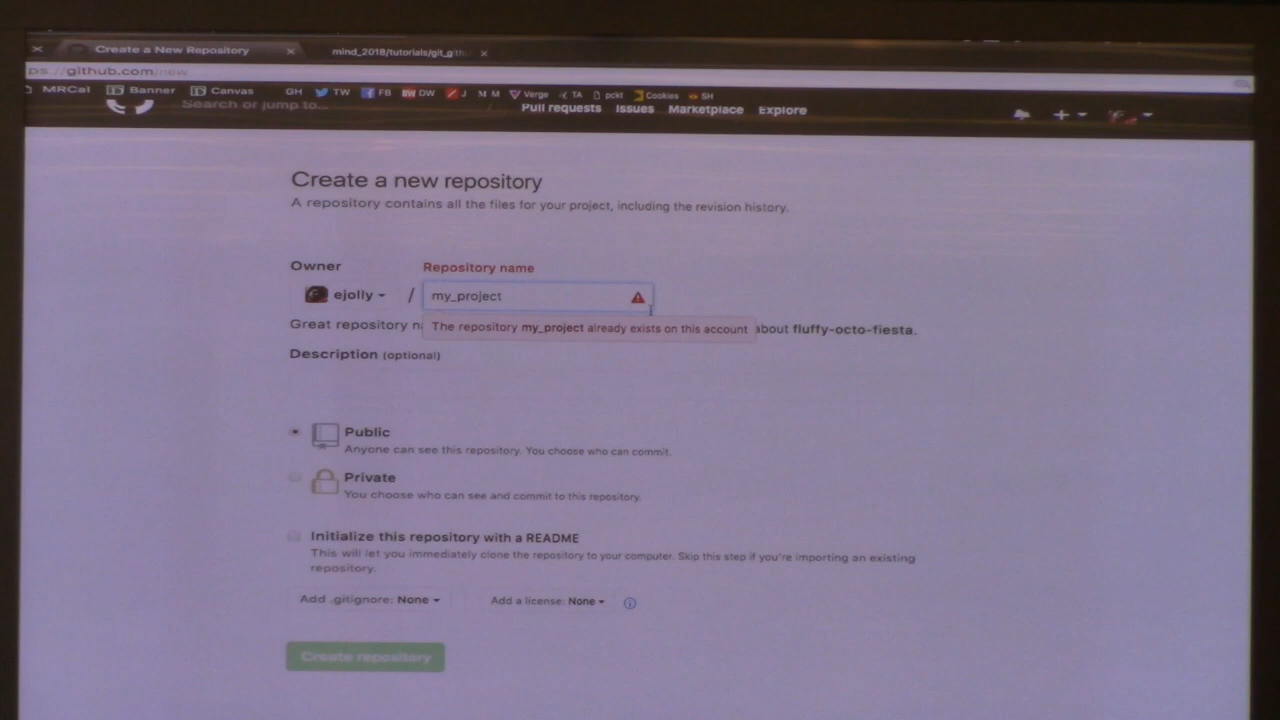 Create a New Repository
mind_2018/tutorials/git_gith
ps://github.com/new
MRCal Banner Canvas GH TW FB DW J M M Verge TA pckt Cookies SH
Search or jump to...
Pull requests Issues Marketplace Explore
Create a new repository
A repository contains all the files for your project, including the revision history.
Owner
Repository name
ejolly / my_project
Great repository n The repository my_project already exists on this account about fluffy-octo-fiesta.
Description (optional)
Public
Anyone can see this repository. You choose who can commit.
Private
You choose who can see and commit to this repository.
Initialize this repository with a README
This will let you immediately clone the repository to your computer. Skip this step if you're importing an existing
repository.
Add .gitignore: None Add a license: None
Create repository